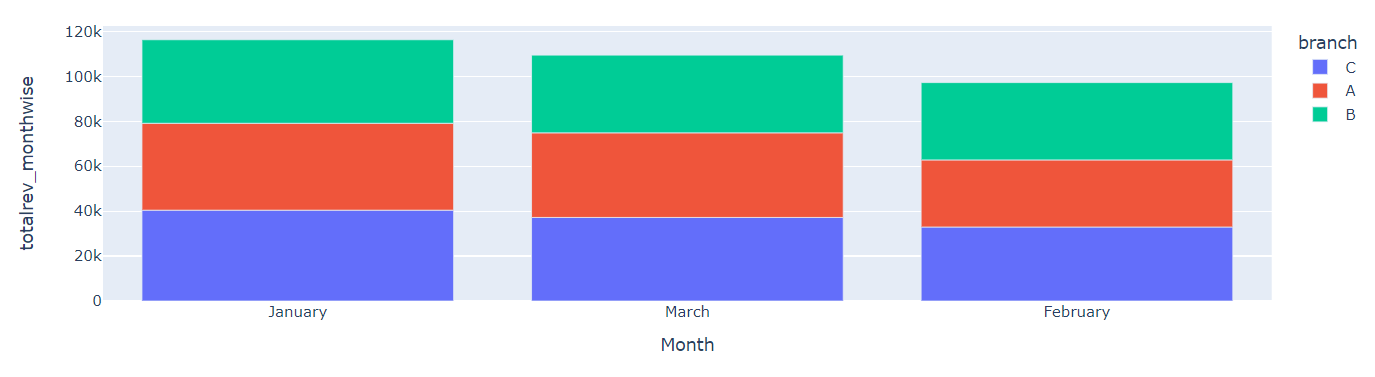 totalrev_monthwise
120k
100k
80k
60k
40k
20k
0
January
March
February
Month
branch
C
A
B